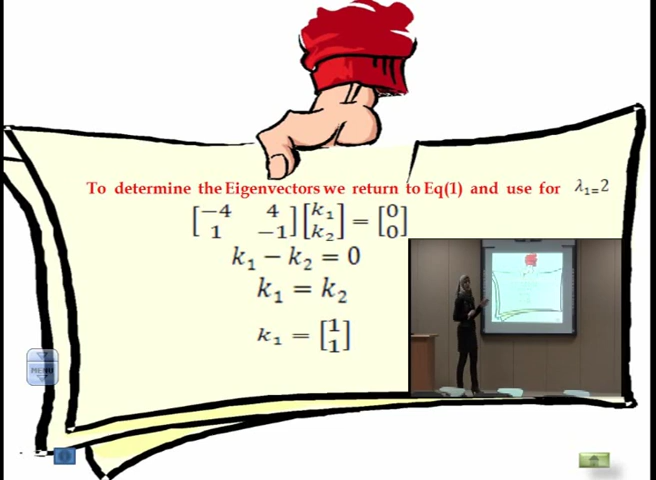 To determine the Eigenvectors we return to Eq(1) and use for λ₁₌2
[−4 4 1 −1][k₁ k₂] = [0 0]
k₁ − k₂ = 0
k₁ = k₂
k₁ = [1 1]
MENU